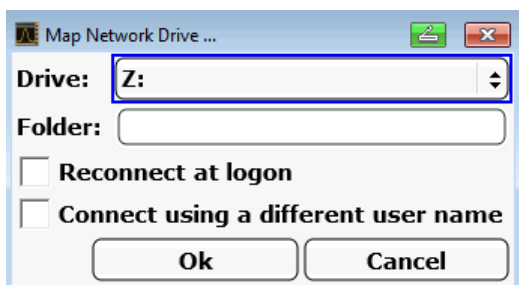 Map Network Drive ...
Drive: Z:
Folder:
Reconnect at logon
Connect using a different user name
Ok Cancel